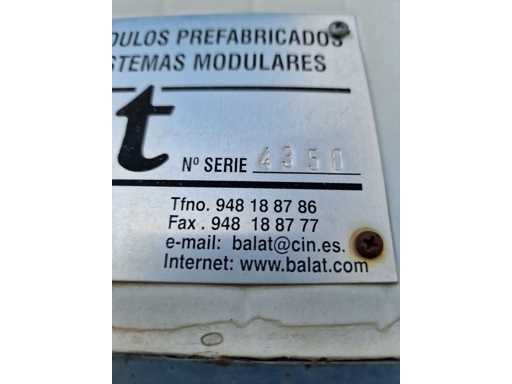 DULOS PREFABRICADOS
STEMAS MODULARES
t
Nº SERIE 4350
Tfno. 948 18 87 86
Fax . 948 18 87 77
e-mail: balat@cin.es.
Internet: www.balat.com